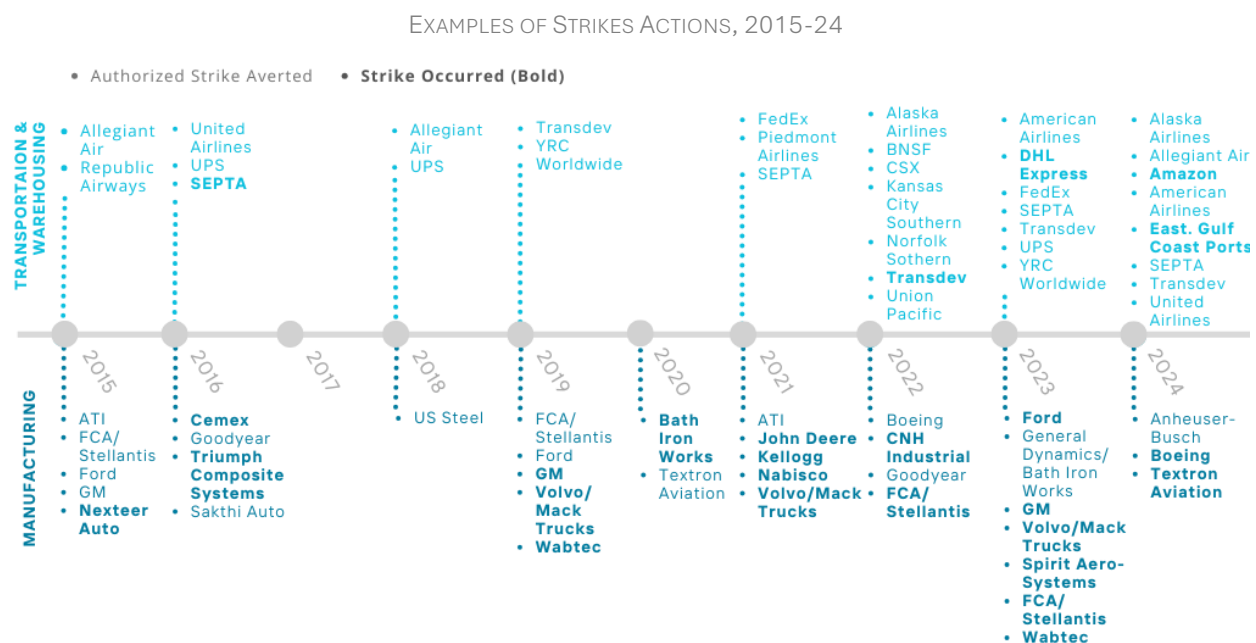 EXAMPLES OF STRIKES ACTIONS, 2015-24
• Authorized Strike Averted • Strike Occurred (Bold)
TRANSPORTAION &
WAREHOUSING
• Allegiant
Air
• Republic
Airways
• United
Airlines
• UPS
• SEPTA
• Allegiant
Air
• UPS
• Transdev
• YRC
• Worldwide
• FedEx
• Piedmont
Airlines
• SEPTA
• Alaska
Airlines
• BNSF
• CSX
• Kansas
City
Southern
• Norfolk
Sothern
• Transdev
• Union
Pacific
• American
Airlines
• DHL
Express
• FedEx
• SEPTA
• Transdev
• UPS
• YRC
Worldwide
• Alaska
Airlines
• Allegiant Air
• Amazon
• American
Airlines
• East. Gulf
Coast Ports
• SEPTA
• Transdev
• United
Airlines
2015
2016
2017
2018
2019
2020
2021
2022
2023
2024
MANUFACTURING
• ATI
• FCA/
Stellantis
• Ford
• GM
• Nexteer
Auto
• Cemex
• Goodyear
• Triumph
Composite
Systems
• Sakthi Auto
• US Steel
• FCA/
Stellantis
• Ford
• GM
• Volvo/
Mack
Trucks
• Wabtec
• Bath
Iron
Works
• Textron
Aviation
• ATI
• John Deere
• Kellogg
• Nabisco
• Volvo/Mack
Trucks
• Boeing
• CNH
Industrial
• Goodyear
• FCA/
Stellantis
• Ford
• General
Dynamics/
Bath Iron
Works
• GM
• Volvo/Mack
Trucks
• Spirit Aero-
Systems
• FCA/
Stellantis
• Wabtec
• Anheuser-
Busch
• Boeing
• Textron
Aviation